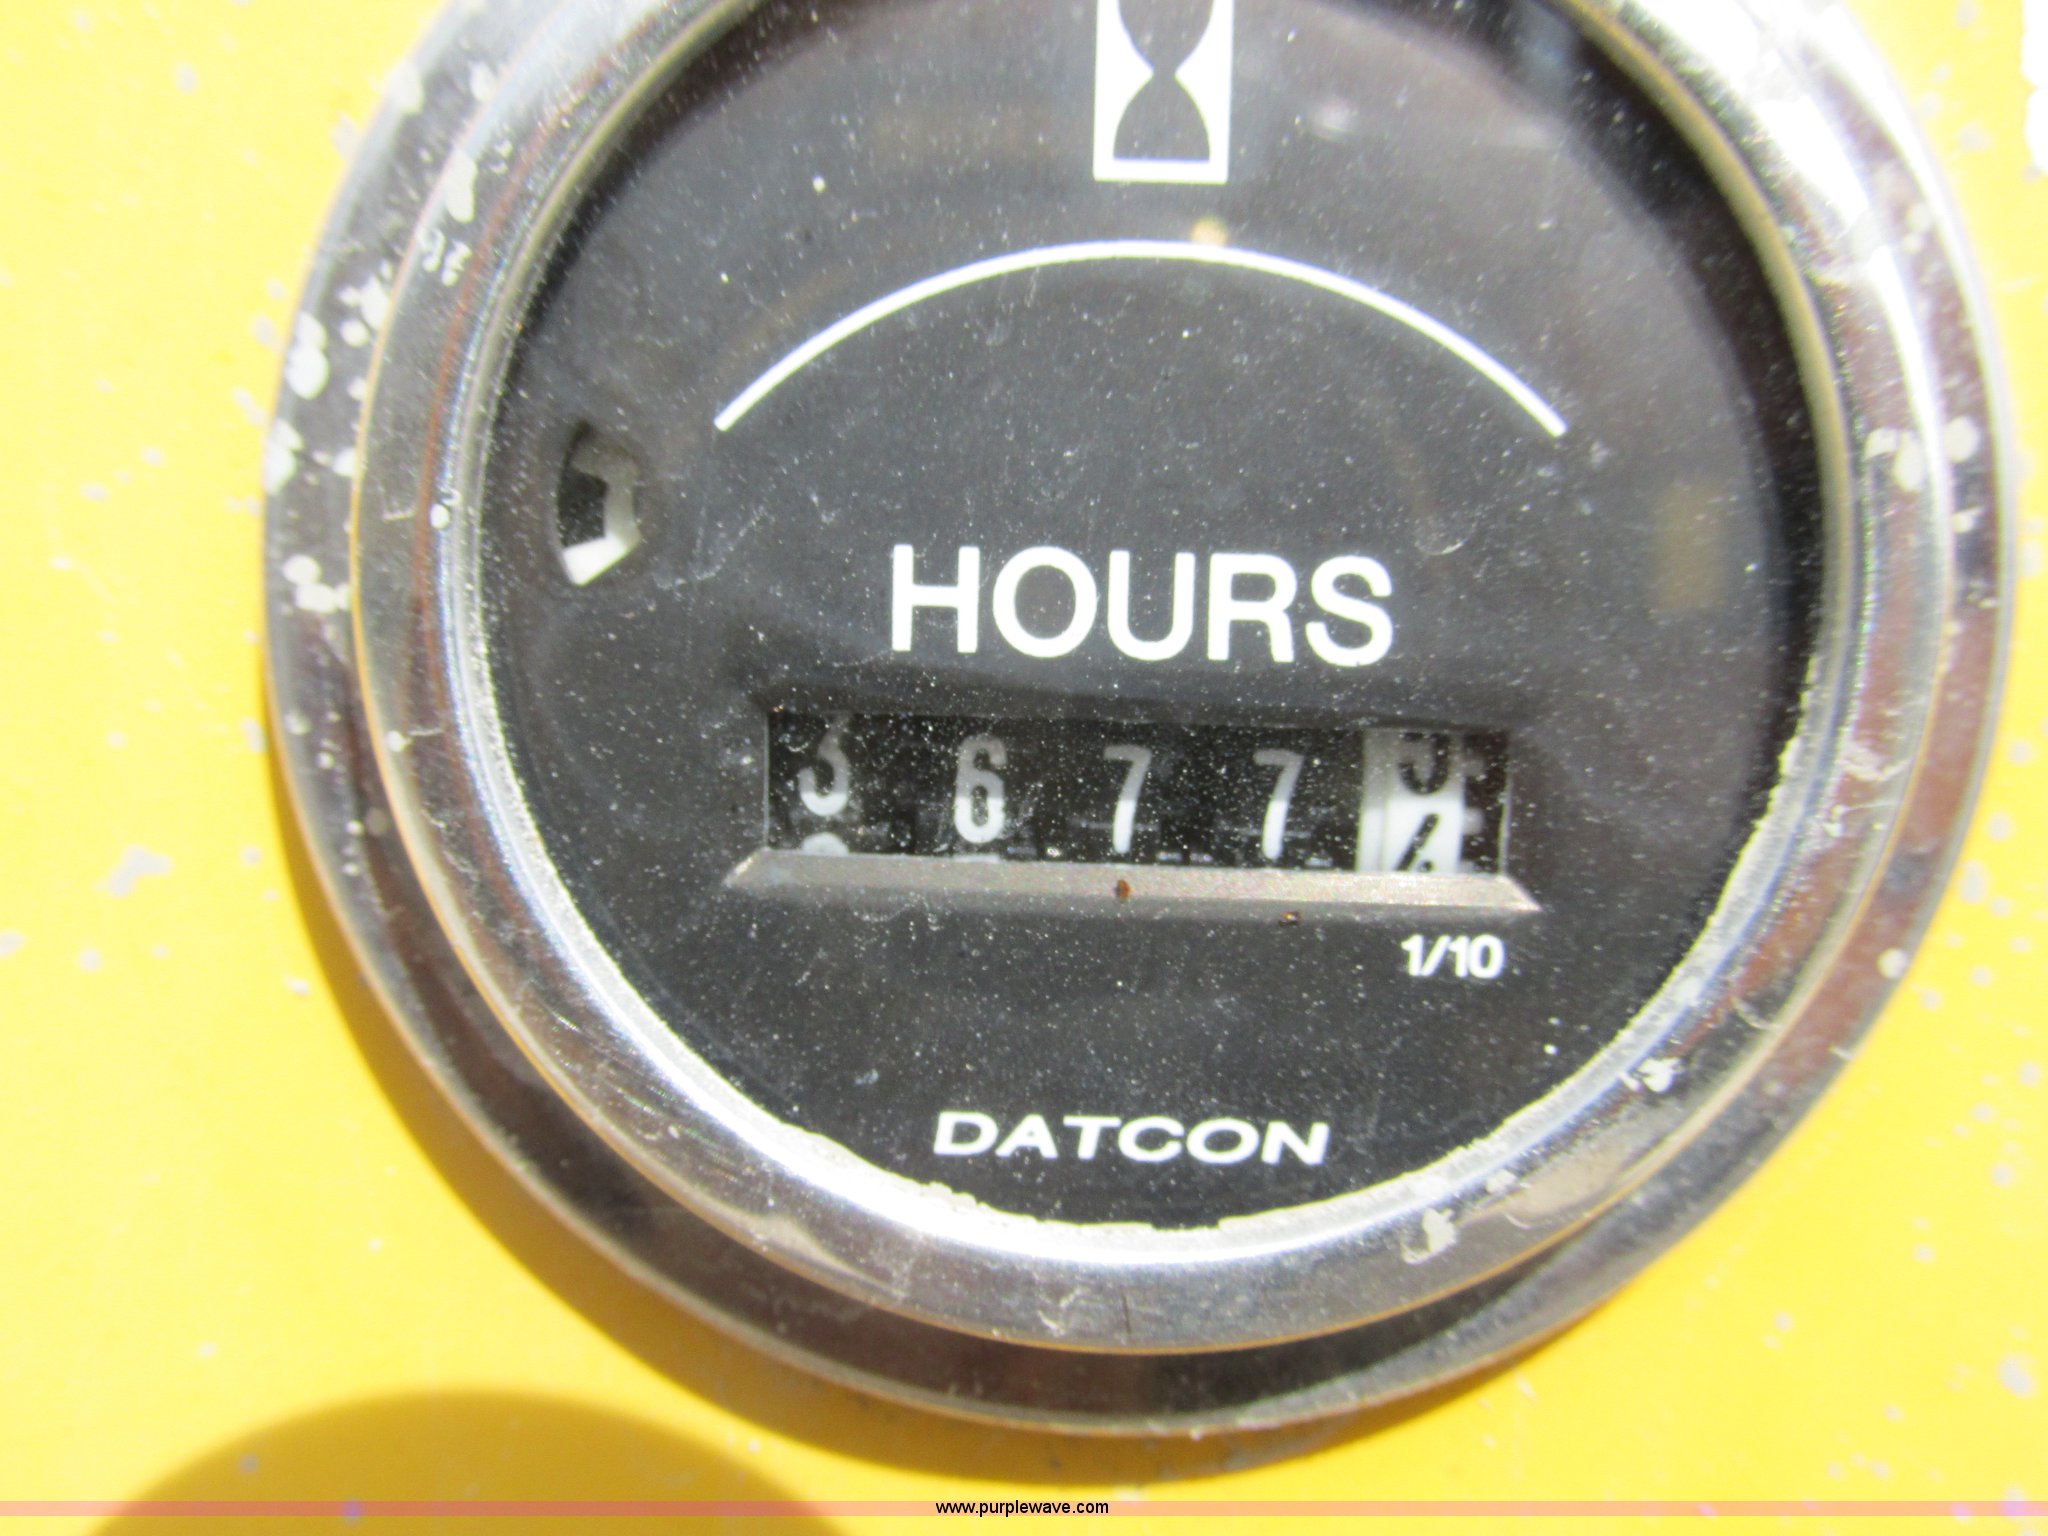 HOURS
3 6 7 7
1/10
DATCON
www.purplewave.com